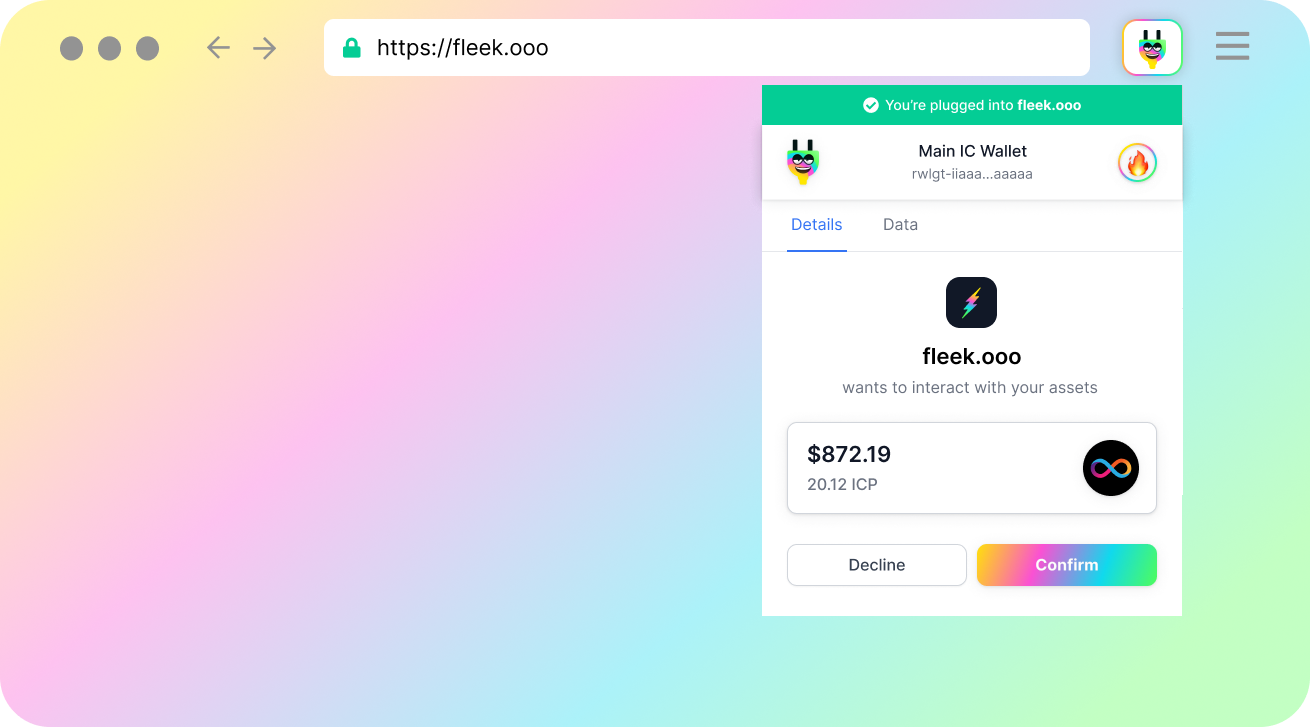 https://fleek.ooo
You're plugged into fleek.ooo
Main IC Wallet
rwlgt-iiaaa...aaaaa
Details
Data
fleek.ooo
wants to interact with your assets
$872.19
20.12 ICP
Decline
Confirm